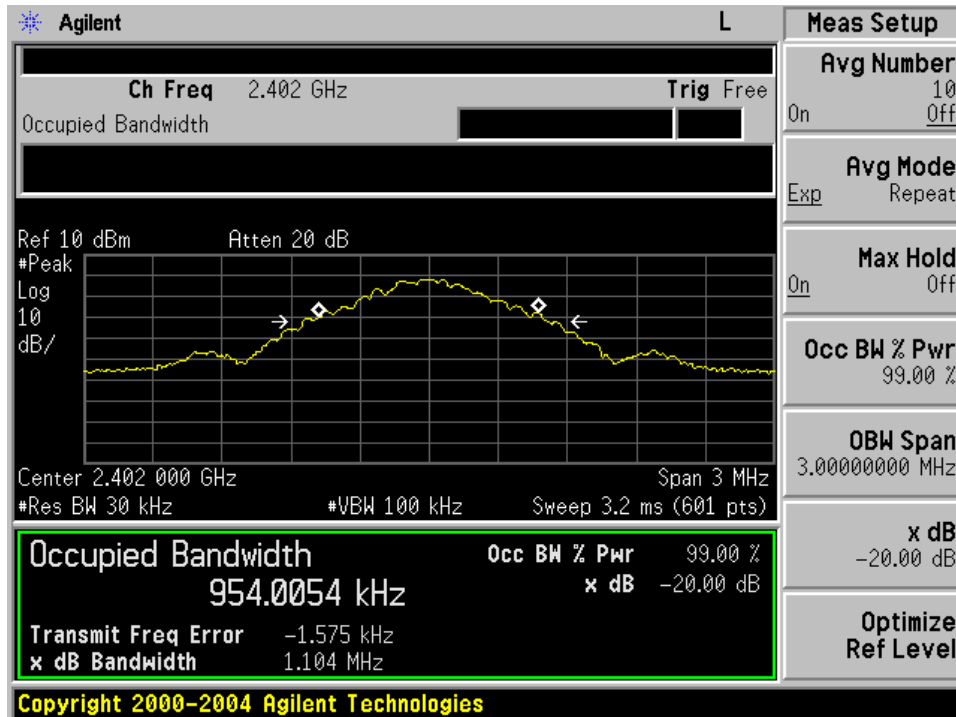 Agilent L
Ch Freq 2.402 GHz Trig Free
Occupied Bandwidth
Ref 10 dBm Atten 20 dB
#Peak
Log
10
dB/
Center 2.402 000 GHz Span 3 MHz
#Res BW 30 kHz #VBW 100 kHz Sweep 3.2 ms (601 pts)
Occupied Bandwidth Occ BW % Pwr 99.00 %
954.0054 kHz x dB -20.00 dB
Transmit Freq Error -1.575 kHz
x dB Bandwidth 1.104 MHz
Copyright 2000-2004 Agilent Technologies
Meas Setup
Avg Number
10
On Off
Avg Mode
Exp Repeat
Max Hold
On Off
Occ BW % Pwr
99.00 %
OBW Span
3.00000000 MHz
x dB
-20.00 dB
Optimize
Ref Level